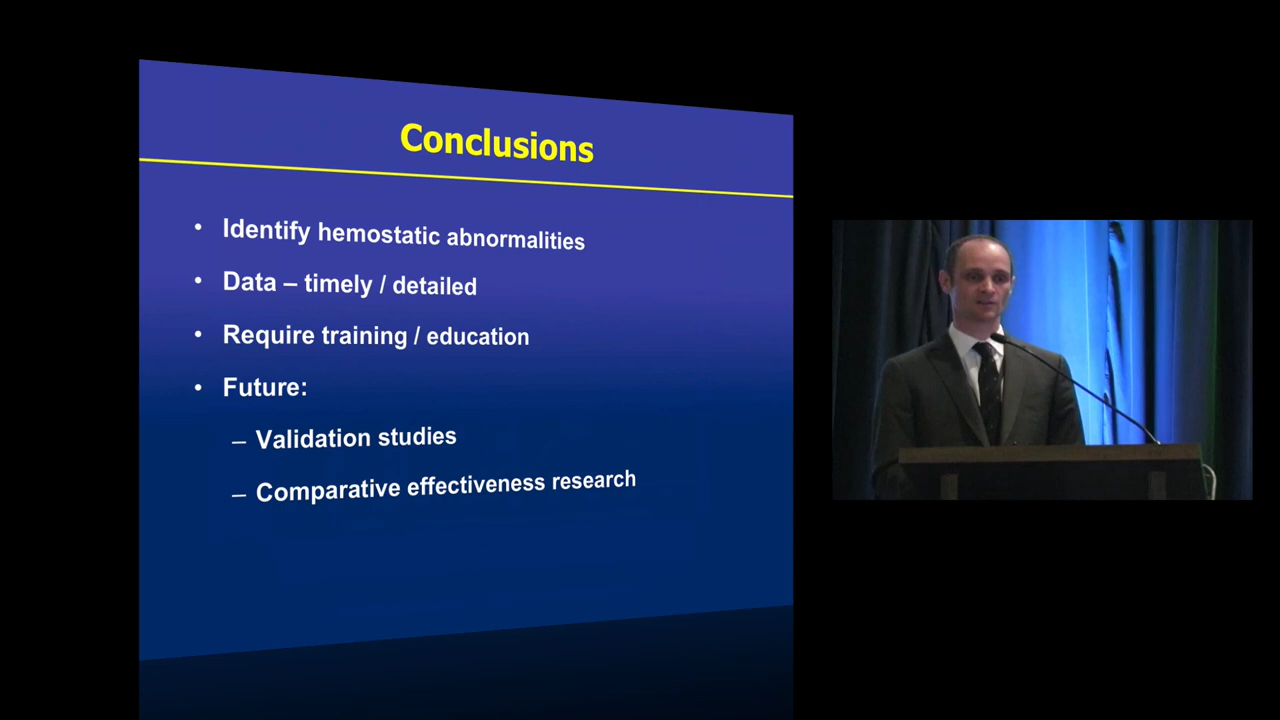 Conclusions
• Identify hemostatic abnormalities
• Data – timely / detailed
• Require training / education
• Future:
– Validation studies
– Comparative effectiveness research